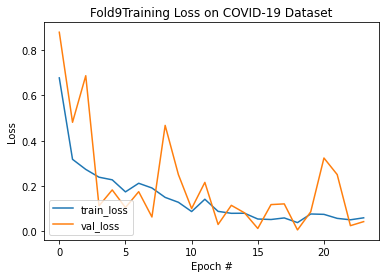 Fold9Training Loss on COVID-19 Dataset
0.8
0.6
0.4
0.2
0.0
Loss
train_loss
val_loss
0 5 10 15 20
Epoch #